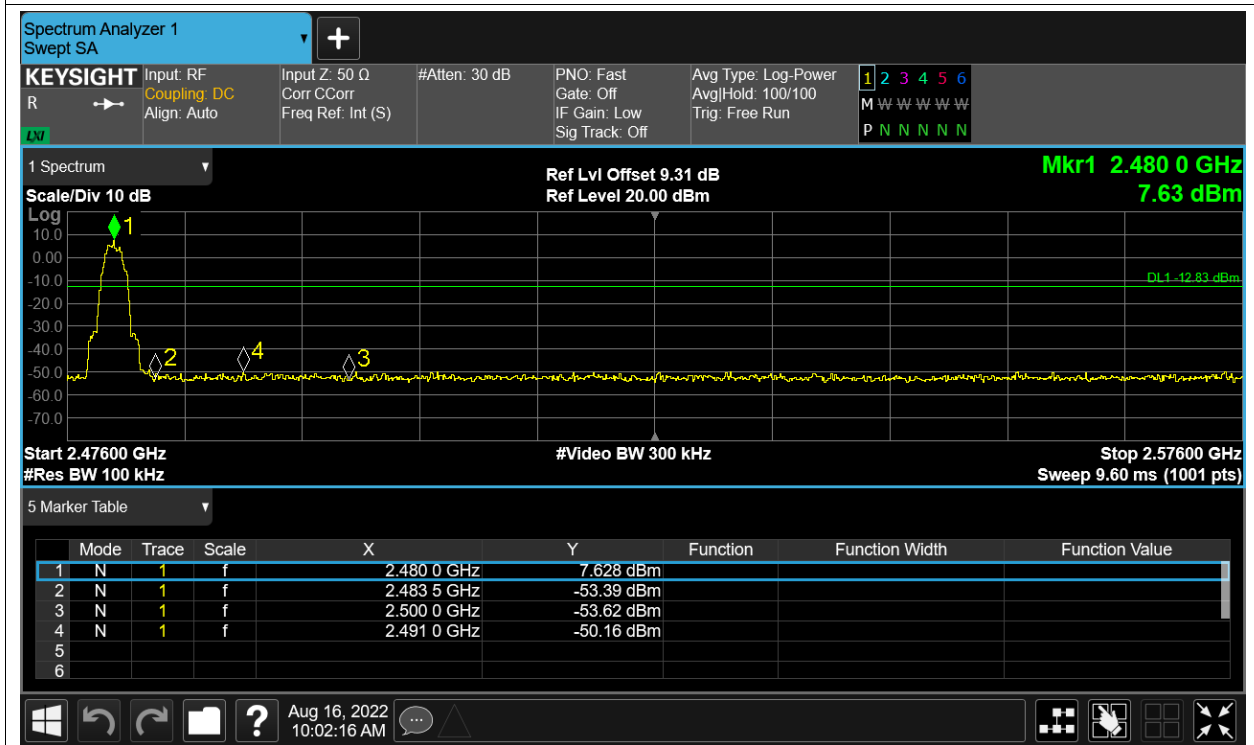 Spectrum Analyzer 1
Swept SA
KEYSIGHT Input: RF Input Z: 50 Ω #Atten: 30 dB PNO: Fast Avg Type: Log-Power 1 2 3 4 5 6
R Coupling: DC Corr CCorr Gate: Off Avg|Hold: 100/100 M W W W W W
Align: Auto Freq Ref: Int (S) IF Gain: Low Trig: Free Run
LXI Sig Track: Off P N N N N N
1 Spectrum Ref Lvl Offset 9.31 dB Mkr1 2.480 0 GHz
Scale/Div 10 dB Ref Level 20.00 dBm 7.63 dBm
Log
1
10.0
0.00
-10.0 DL1 -12.83 dBm
-20.0
-30.0
-40.0
2 4 3
-50.0
-60.0
-70.0
Start 2.47600 GHz #Video BW 300 kHz Stop 2.57600 GHz
#Res BW 100 kHz Sweep 9.60 ms (1001 pts)
5 Marker Table
Mode Trace Scale X Y Function Function Width Function Value
1 N 1 f 2.480 0 GHz 7.628 dBm
2 N 1 f 2.483 5 GHz -53.39 dBm
3 N 1 f 2.500 0 GHz -53.62 dBm
4 N 1 f 2.491 0 GHz -50.16 dBm
5
6
? Aug 16, 2022
10:02:16 AM